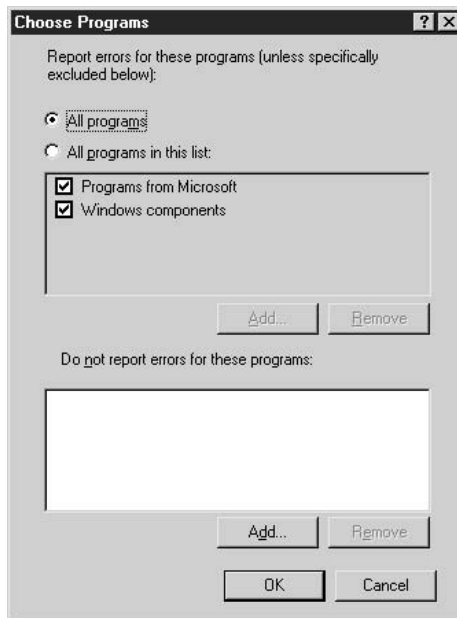 Choose Programs
Report errors for these programs (unless specifically
excluded below):
All programs
All programs in this list:
Programs from Microsoft
Windows components
Add... Remove
Do not report errors for these programs:
Add... Remove
OK Cancel